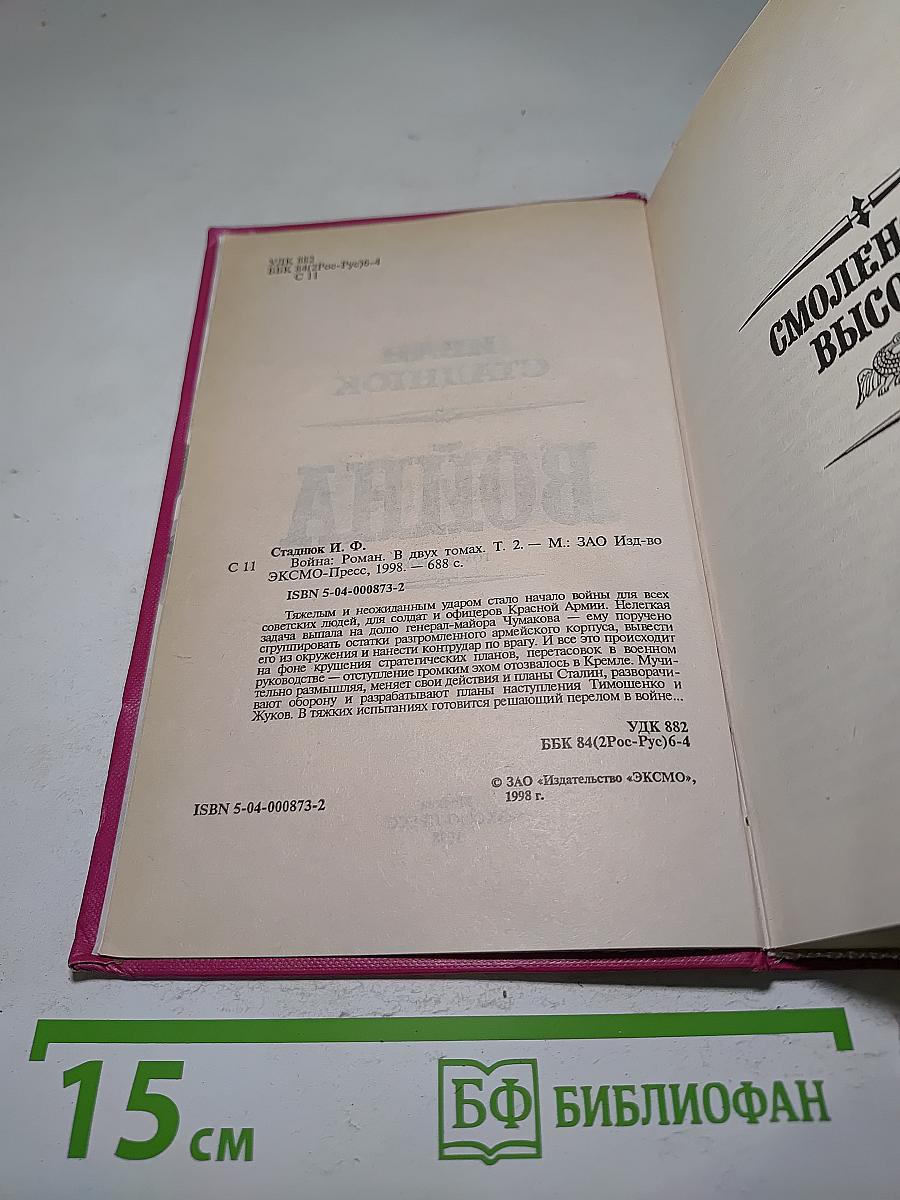 УДК 882
ББК 84(2Рос-Рус)6-4
С 11
ИВАН
СТАДНЮК
ВОЙНА
Стаднюк И. Ф.
С 11 Война: Роман. В двух томах. Т. 2. — М.: ЗАО Изд-во
ЭКСМО-Пресс, 1998. — 688 с.
ISBN 5-04-000873-2
Тяжелым и неожиданным ударом стало начало войны для всех
советских людей, для солдат и офицеров Красной Армии. Нелегкая
задача выпала на долю генерал-майора Чумакова — ему поручено
сгруппировать остатки разгромленного армейского корпуса, вывести
его из окружения и нанести контрудар по врагу. И все это происходит
на фоне крушения стратегических планов, перетасовок в военном
руководстве — отступление громким эхом отозвалось в Кремле. Мучи-
тельно размышляя, меняет свои действия и планы Сталин, разворачи-
вают оборону и разрабатывают планы наступления Тимошенко и
Жуков. В тяжких испытаниях готовится решающий перелом в войне...
УДК 882
ББК 84(2Рос-Рус)6-4
© ЗАО «Издательство «ЭКСМО»,
1998 г.
ISBN 5-04-000873-2
СМОЛЕН
ВЫСО
15 см
БФ БИБЛИОФАН